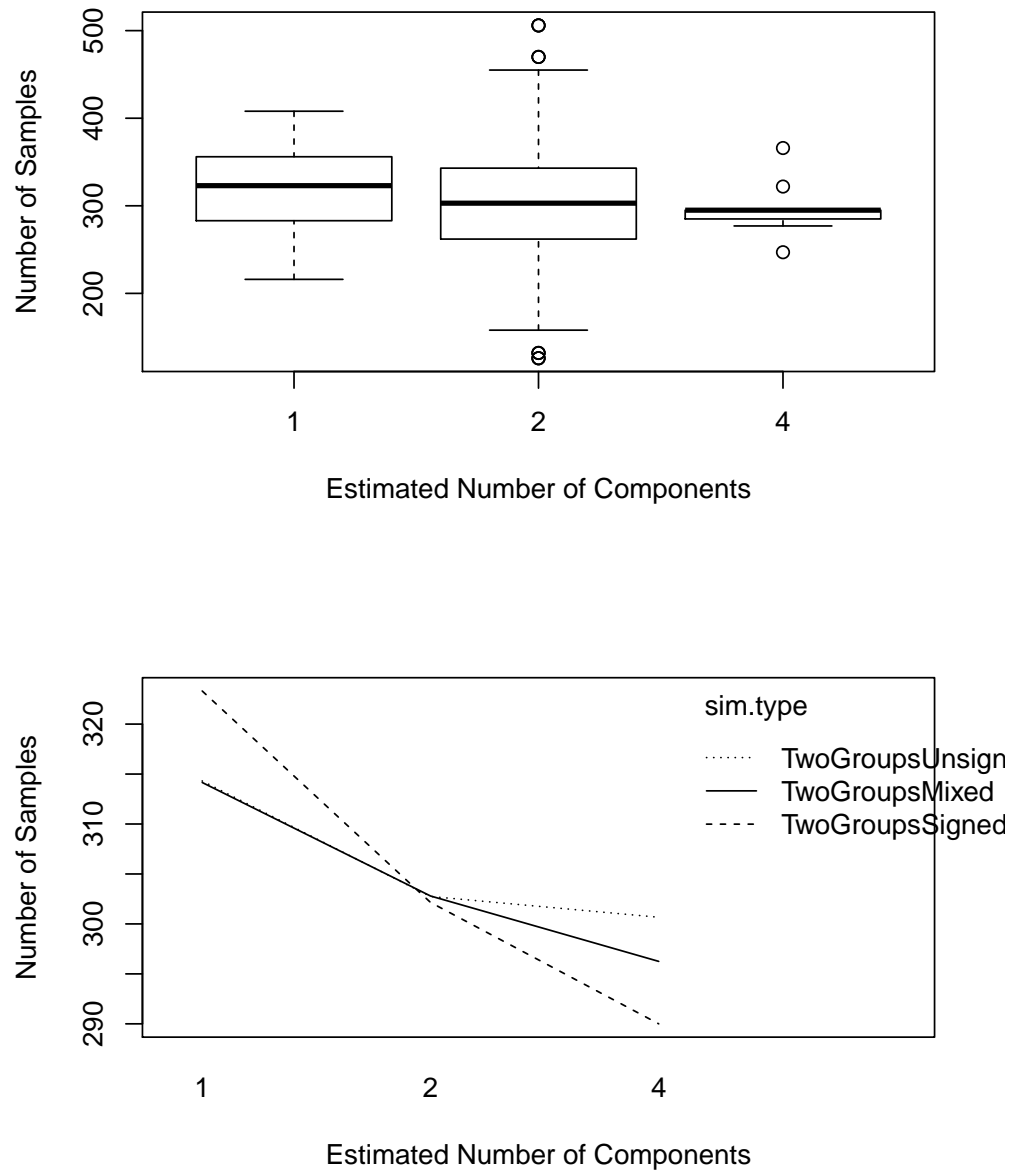 500
400
300
200
Number of Samples
1 2 4
Estimated Number of Components
320
310
300
290
Number of Samples
sim.type
TwoGroupsUnsign
TwoGroupsMixed
TwoGroupsSigned
1 2 4
Estimated Number of Components